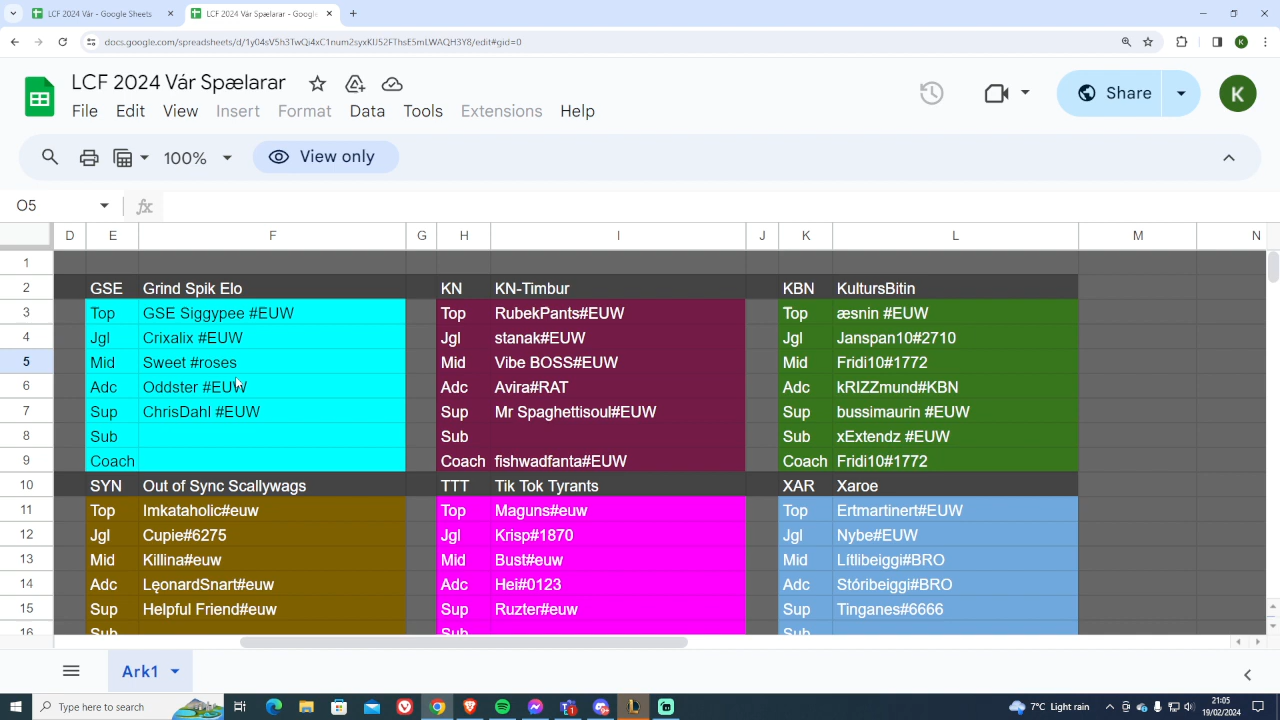 LCF 2024 Vár - Google Sheets
LCF 2024 Vár Spælarar - Google
docs.google.com/spreadsheets/d/1y04sV5h3TwQi4xC1num2syxKIJ52FThsE5mLWAQH3Y8/edit#gid=0
K
LCF 2024 Vár Spælarar
File Edit View Insert Format Data Tools Extensions Help
Share
K
100%
View only
O5
fx
D E F G H I J K L M N
1
2 GSE Grind Spik Elo KN KN-Timbur KBN KultursBitin
3 Top GSE Siggypee #EUW Top RubekPants#EUW Top æsnin #EUW
4 Jgl Crixalix #EUW Jgl stanak#EUW Jgl Janspan10#2710
5 Mid Sweet #roses Mid Vibe BOSS#EUW Mid Fridi10#1772
6 Adc Oddster #EUW Adc Avira#RAT Adc kRIZZmund#KBN
7 Sup ChrisDahl #EUW Sup Mr Spaghettisoul#EUW Sup bussimaurin #EUW
8 Sub Sub Sub xExtendz #EUW
9 Coach Coach fishwadfanta#EUW Coach Fridi10#1772
10 SYN Out of Sync Scallywags TTT Tik Tok Tyrants XAR Xaroe
11 Top Imkataholic#euw Top Maguns#euw Top Ertmartinert#EUW
12 Jgl Cupie#6275 Jgl Krisp#1870 Jgl Nybe#EUW
13 Mid Killina#euw Mid Bust#euw Mid Lítlibeiggi#BRO
14 Adc LęonardSnart#euw Adc Hei#0123 Adc Stóribeiggi#BRO
15 Sup Helpful Friend#euw Sup Ruzter#euw Sup Tinganes#6666
16 Sub Sub Sub
Ark1
Type here to search
7°C Light rain
21:05
19/02/2024